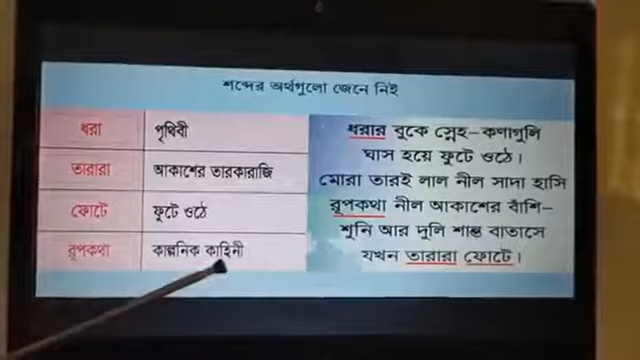 শব্দের অর্থগুলো জেনে নিই
ধরা পৃথিবী
তারারা আকাশের তারকারাজি
ফোটে ফুটে ওঠে
রূপকথা কাল্পনিক কাহিনী
ধরার বুকে স্নেহ-কণাগুলি
ঘাস হয়ে ফুটে ওঠে।
মোরা তারই লাল নীল সাদা হাসি
রূপকথা নীল আকাশের বাঁশি-
শুনি আর দুলি শান্ত বাতাসে
যখন তারারা ফোটে।